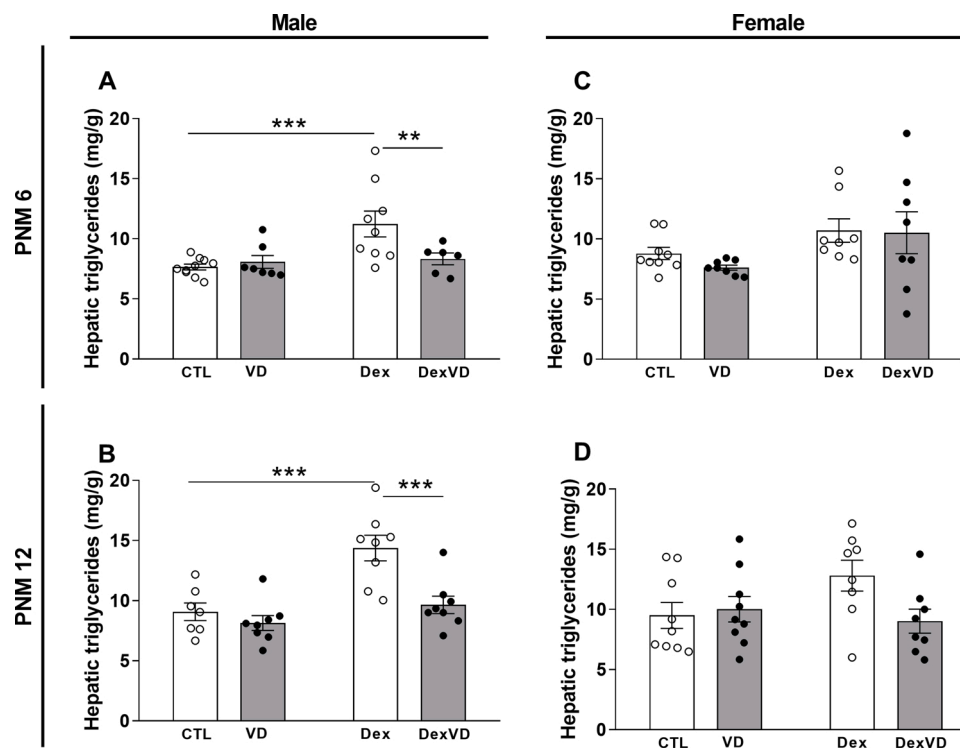 Male
Female
PNM 6
A
Hepatic triglycerides (mg/g)
20
15
10
5
0
***
**
CTL VD Dex DexVD
C
Hepatic triglycerides (mg/g)
20
15
10
5
0
CTL VD Dex DexVD
PNM 12
B
Hepatic triglycerides (mg/g)
20
15
10
5
0
***
***
CTL VD Dex DexVD
D
Hepatic triglycerides (mg/g)
20
15
10
5
0
CTL VD Dex DexVD